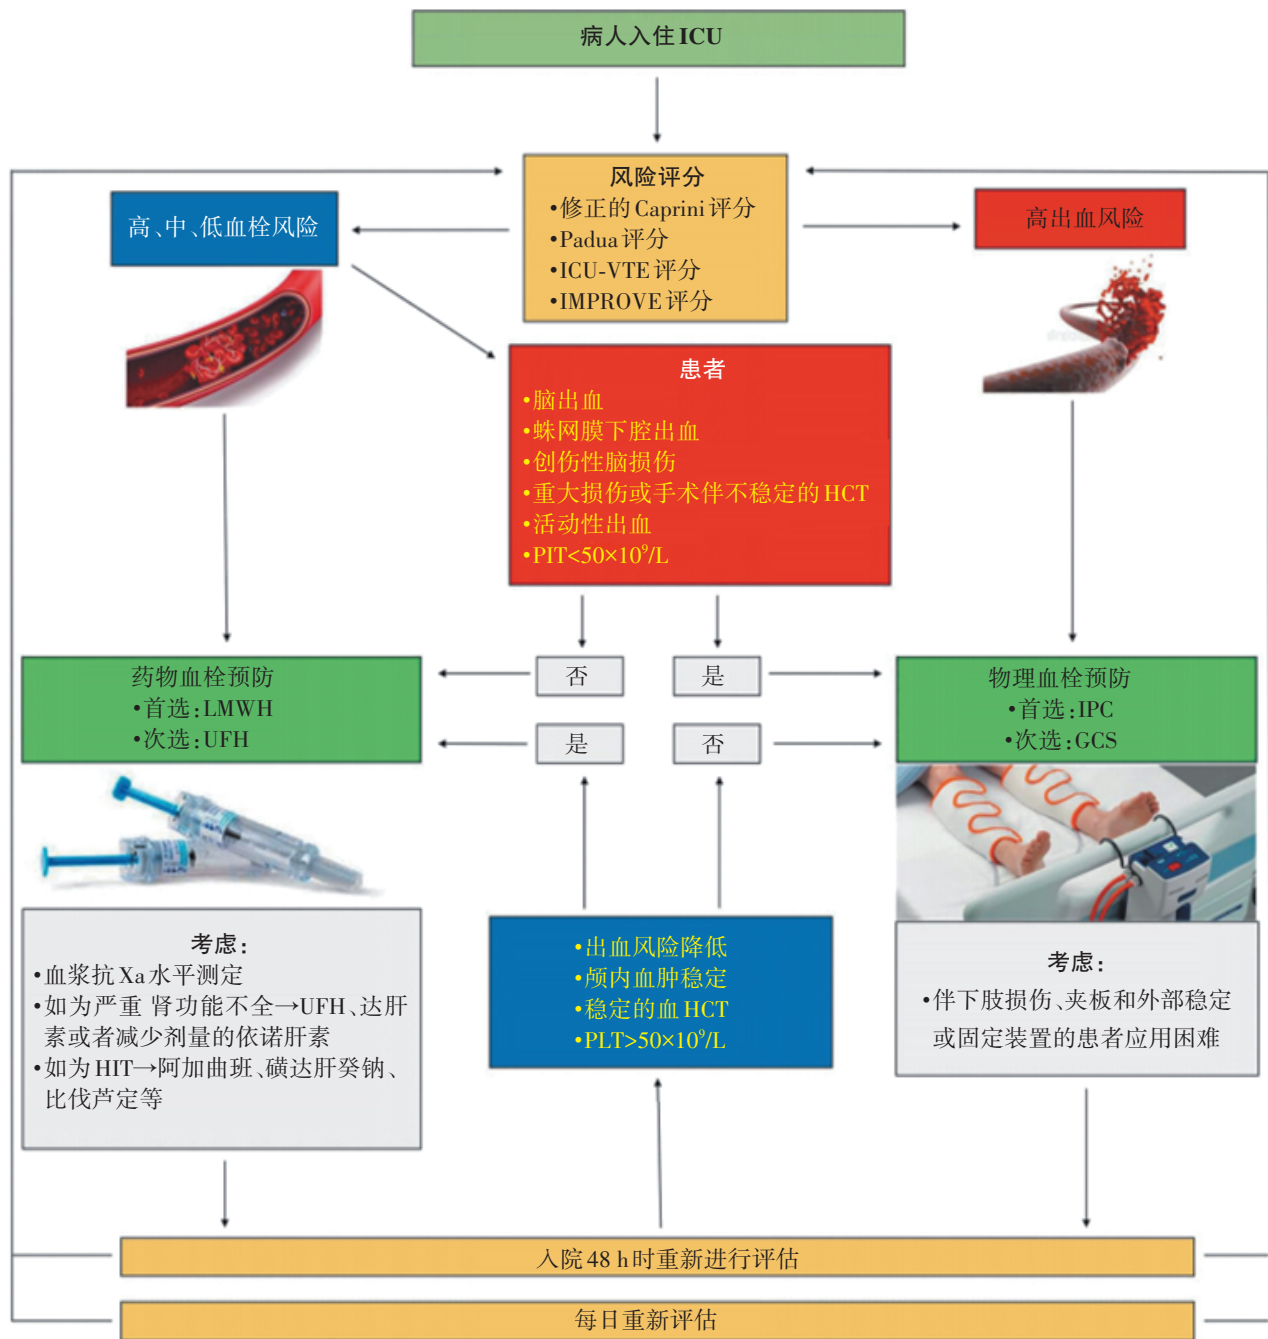 病人入住ICU
风险评分
•修正的Caprini评分
•Padua评分
•ICU-VTE评分
•IMPROVE评分
高、中、低血栓风险
高出血风险
患者
•脑出血
•蛛网膜下腔出血
•创伤性脑损伤
•重大损伤或手术伴不稳定的HCT
•活动性出血
•PIT<50×10⁹/L
否
是
药物血栓预防
•首选:LMWH
•次选:UFH
是
否
物理血栓预防
•首选:IPC
•次选:GCS
考虑:
•血浆抗Xa水平测定
•如为严重 肾功能不全→UFH、达肝
素或者减少剂量的依诺肝素
•如为HIT→阿加曲班、磺达肝癸钠、
比伐芦定等
•出血风险降低
•颅内血肿稳定
•稳定的血HCT
•PLT>50×10⁹/L
考虑:
•伴下肢损伤、夹板和外部稳定
或固定装置的患者应用困难
入院48 h时重新进行评估
每日重新评估